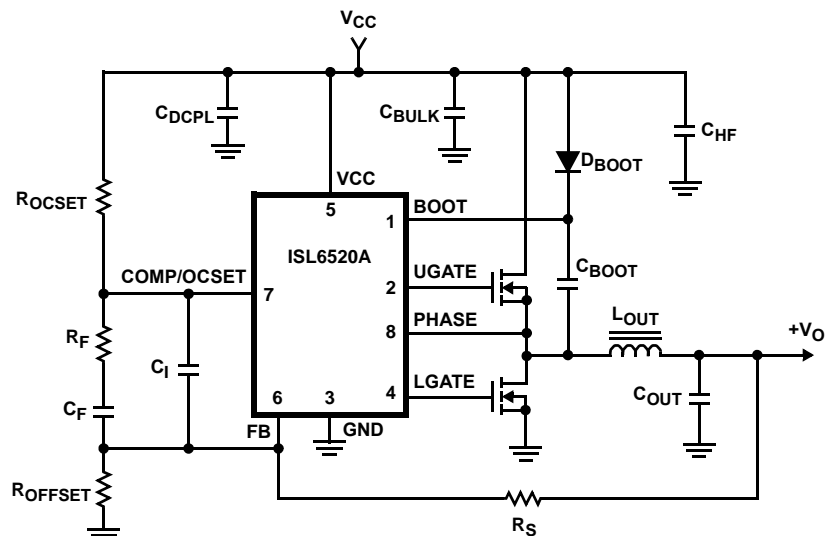 VCC
CDCPL
CBULK
CHF
DBOOT
ROCSET
VCC
5
BOOT
1
ISL6520A
CBOOT
COMP/OCSET
7
UGATE
2
LOUT
+VO
RF
PHASE
8
CI
LGATE
4
COUT
CF
6
3
FB
GND
ROFFSET
RS